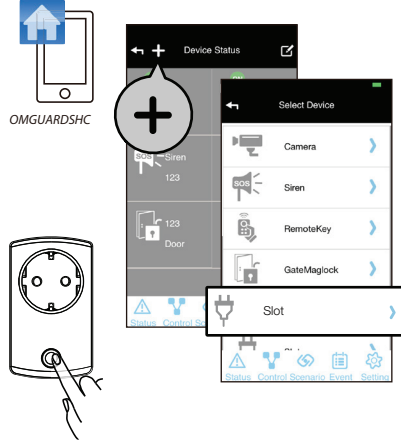 OMGUARDSHC
Device Status
SOS
Siren
123
123
Door
Status Control
Select Device
Camera
SOS
Siren
RemoteKey
GateMaglock
Slot
Status Control Scenario Event Setting